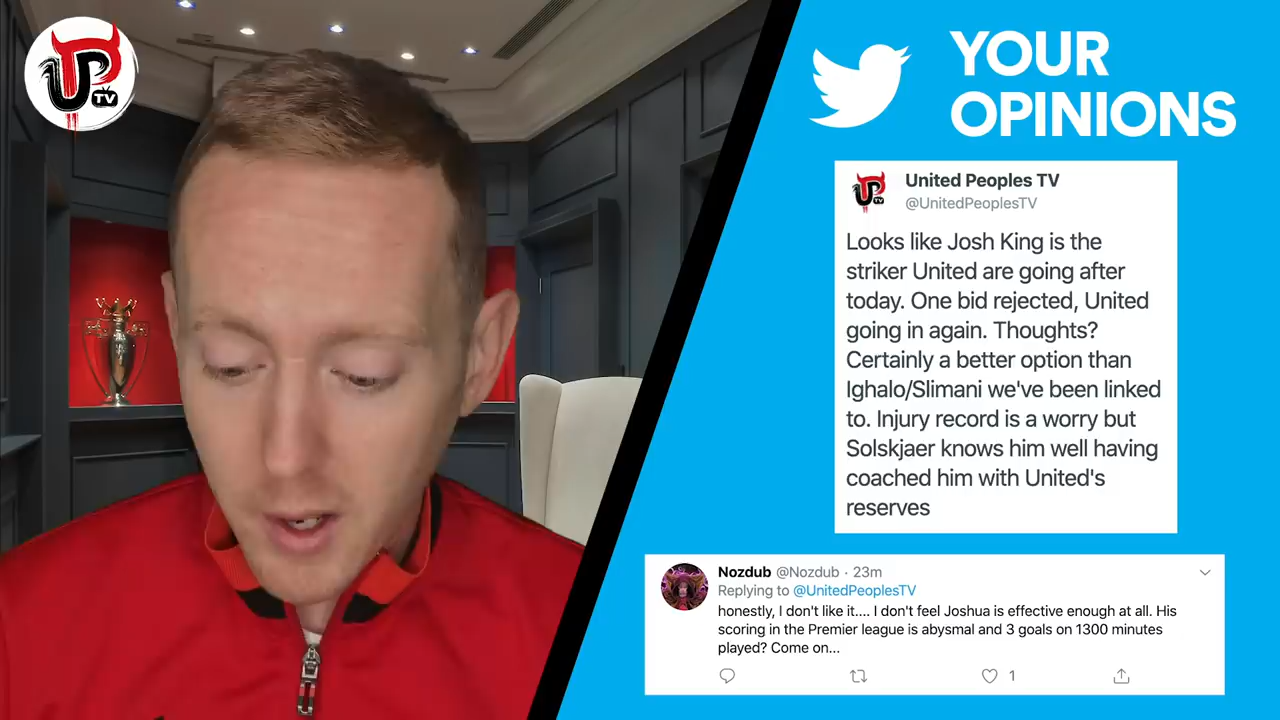 UP
TV
YOUR
OPINIONS
UP
TV
United Peoples TV
@UnitedPeoplesTV
Looks like Josh King is the
striker United are going after
today. One bid rejected, United
going in again. Thoughts?
Certainly a better option than
Ighalo/Slimani we've been linked
to. Injury record is a worry but
Solskjaer knows him well having
coached him with United's
reserves
Nozdub @Nozdub · 23m
Replying to @UnitedPeoplesTV
honestly, I don't like it.... I don't feel Joshua is effective enough at all. His
scoring in the Premier league is abysmal and 3 goals on 1300 minutes
played? Come on...
1